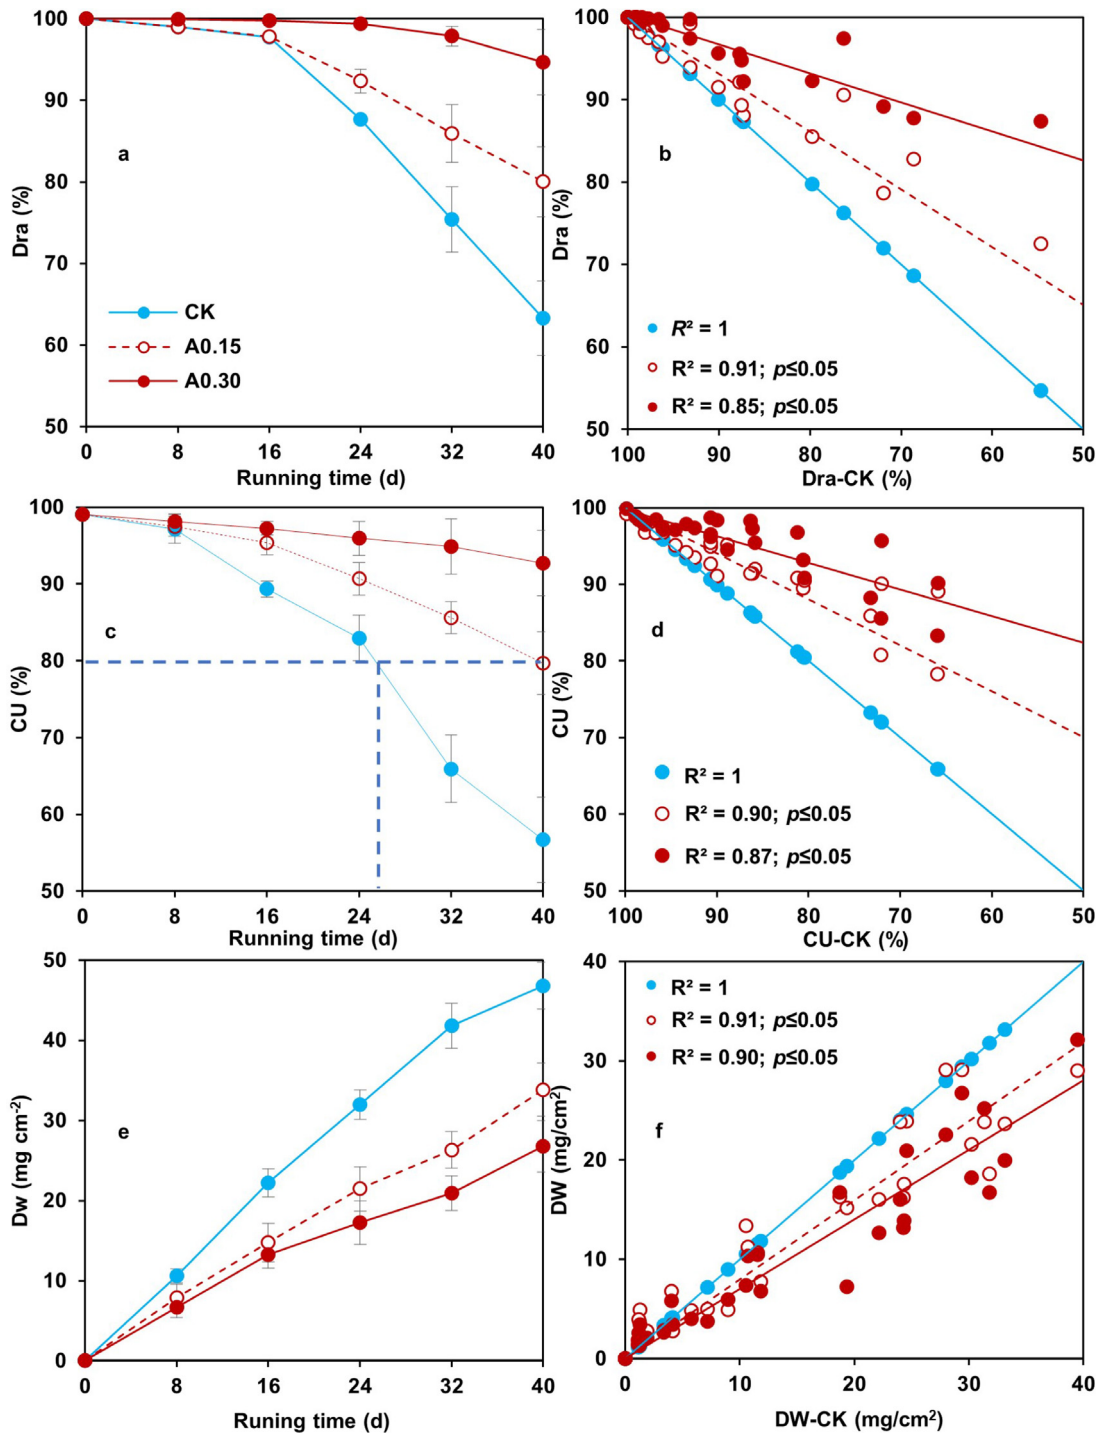 100
90
80
70
60
50
Dra (%)
a
CK
A0.15
A0.30
0 8 16 24 32 40
Running time (d)
100
90
80
70
60
50
Dra (%)
b
R² = 1
R² = 0.91; p≤0.05
R² = 0.85; p≤0.05
100 90 80 70 60 50
Dra-CK (%)
100
90
80
70
60
50
CU (%)
c
0 8 16 24 32 40
Running time (d)
100
90
80
70
60
50
CU (%)
d
R² = 1
R² = 0.90; p≤0.05
R² = 0.87; p≤0.05
100 90 80 70 60 50
CU-CK (%)
50
40
30
20
10
0
Dw (mg cm-2)
e
0 8 16 24 32 40
Runing time (d)
40
30
20
10
0
DW (mg/cm²)
R² = 1
R² = 0.91; p≤0.05
R² = 0.90; p≤0.05
f
0 10 20 30 40
DW-CK (mg/cm²)